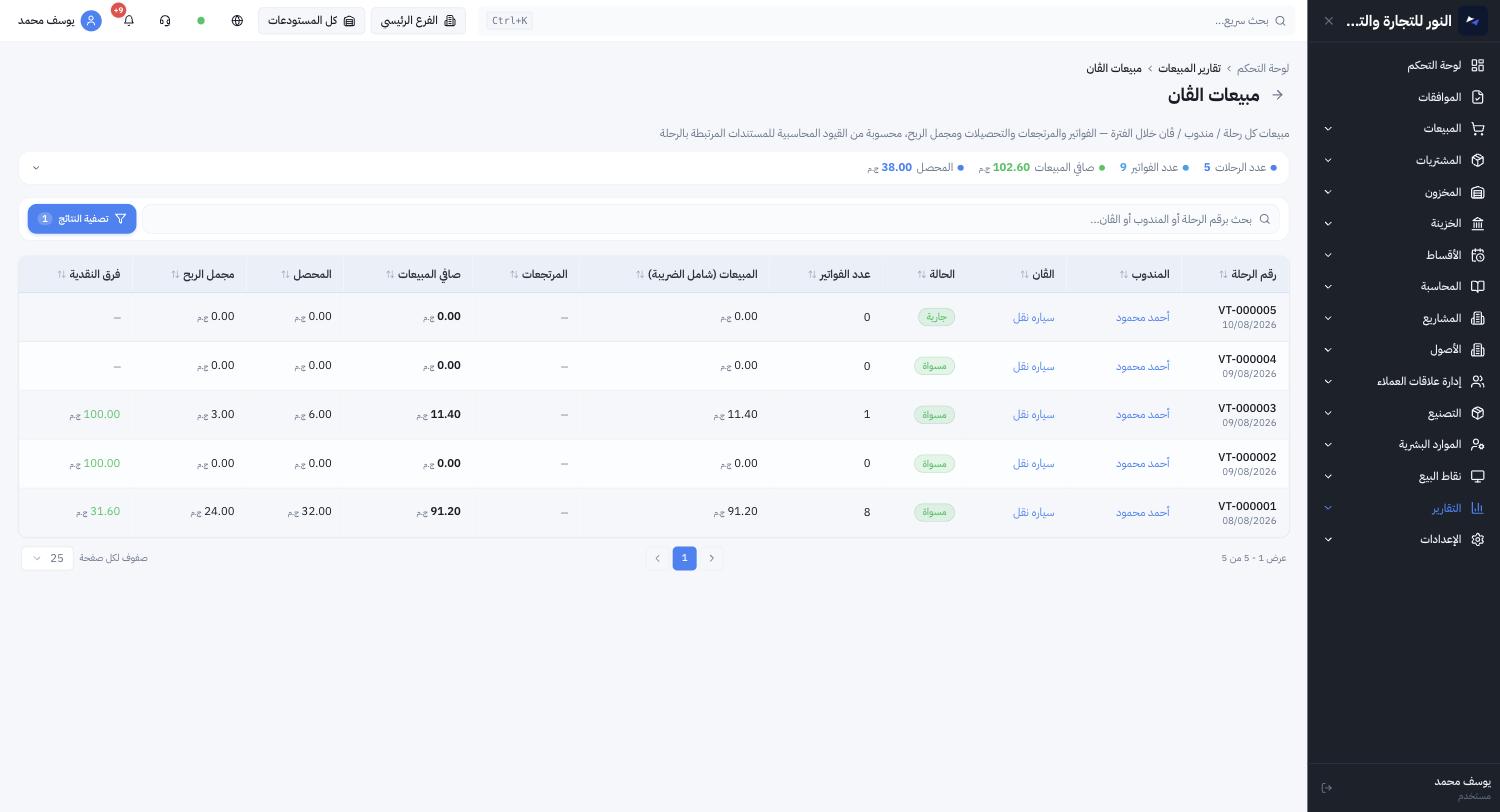 النور للتجارة والتـ...
لوحة التحكم
الموافقات
المبيعات
المشتريات
المخزون
الخزينة
الأقساط
المحاسبة
المشاريع
الأصول
إدارة علاقات العملاء
التصنيع
الموارد البشرية
نقاط البيع
التقارير
الإعدادات
يوسف محمد
مستخدم
بحث سريع... Ctrl+K
الفرع الرئيسي
كل المستودعات
+9
يوسف محمد
لوحة التحكم › تقارير المبيعات › مبيعات الڤان
مبيعات الڤان
مبيعات كل رحلة / مندوب / ڤان خلال الفترة — الفواتير والمرتجعات والتحصيلات ومجمل الربح، محسوبة من القيود المحاسبية للمستندات المرتبطة بالرحلة
عدد الرحلات 5 عدد الفواتير 9 صافي المبيعات 102.60 ج.م المحصل 38.00 ج.م
بحث برقم الرحلة أو المندوب أو الڤان...
تصفية النتائج 1
رقم الرحلة المندوب الڤان الحالة عدد الفواتير المبيعات (شامل الضريبة) المرتجعات صافي المبيعات المحصل مجمل الربح فرق النقدية
VT-000005 أحمد محمود سياره نقل جارية 0 0.00 ج.م — 0.00 ج.م 0.00 ج.م 0.00 ج.م —
10/08/2026
VT-000004 أحمد محمود سياره نقل مسواة 0 0.00 ج.م — 0.00 ج.م 0.00 ج.م 0.00 ج.م —
09/08/2026
VT-000003 أحمد محمود سياره نقل مسواة 1 11.40 ج.م — 11.40 ج.م 6.00 ج.م 3.00 ج.م 100.00 ج.م
09/08/2026
VT-000002 أحمد محمود سياره نقل مسواة 0 0.00 ج.م — 0.00 ج.م 0.00 ج.م 0.00 ج.م 100.00 ج.م
09/08/2026
VT-000001 أحمد محمود سياره نقل مسواة 8 91.20 ج.م — 91.20 ج.م 32.00 ج.م 24.00 ج.م 31.60 ج.م
08/08/2026
عرض 1 - 5 من 5
1
صفوف لكل صفحة 25